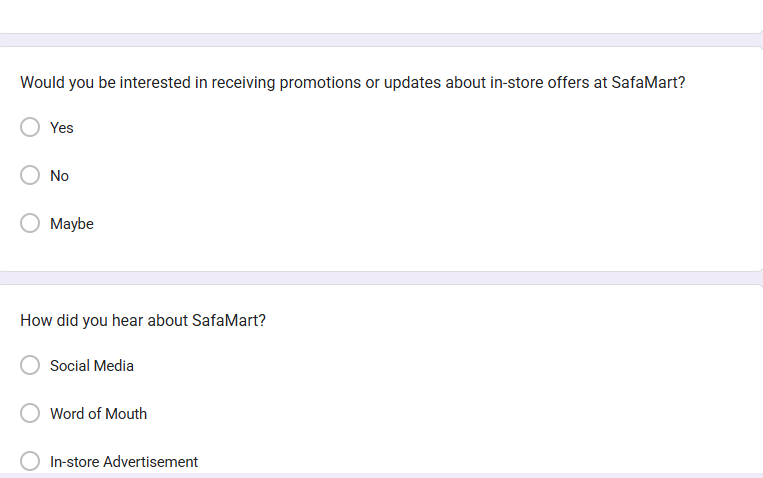 Would you be interested in receiving promotions or updates about in-store offers at SafaMart?
Yes
No
Maybe
How did you hear about SafaMart?
Social Media
Word of Mouth
In-store Advertisement